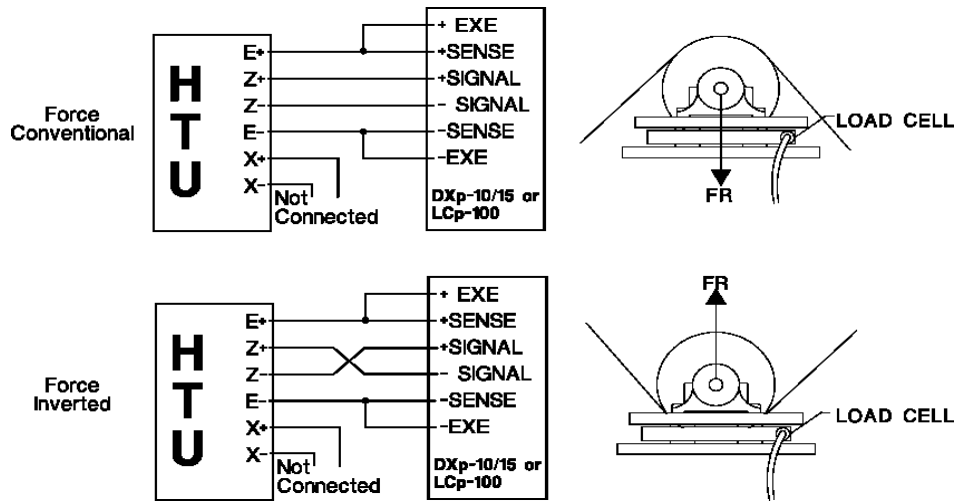 Force
Conventional
H
T
U
E+
Z+
Z-
E-
X+
X-
Not
Connected
+ EXE
+SENSE
+SIGNAL
- SIGNAL
-SENSE
-EXE
DXp-10/15 or
LCp-100
LOAD CELL
FR
Force
Inverted
H
T
U
E+
Z+
Z-
E-
X+
X-
Not
Connected
+ EXE
+SENSE
+SIGNAL
- SIGNAL
-SENSE
-EXE
DXp-10/15 or
LCp-100
FR
LOAD CELL